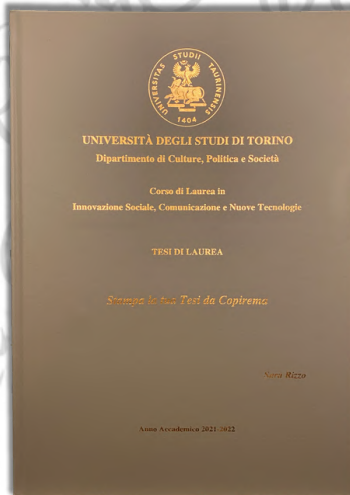 UNIVERSITAS STUDII TAURINENSIS
1404
UNIVERSITÀ DEGLI STUDI DI TORINO
Dipartimento di Culture, Politica e Società
Corso di Laurea in
Innovazione Sociale, Comunicazione e Nuove Tecnologie
TESI DI LAUREA
Stampa la tua Tesi da Copirema
Rizzo
Anno Accademico 2021-2022